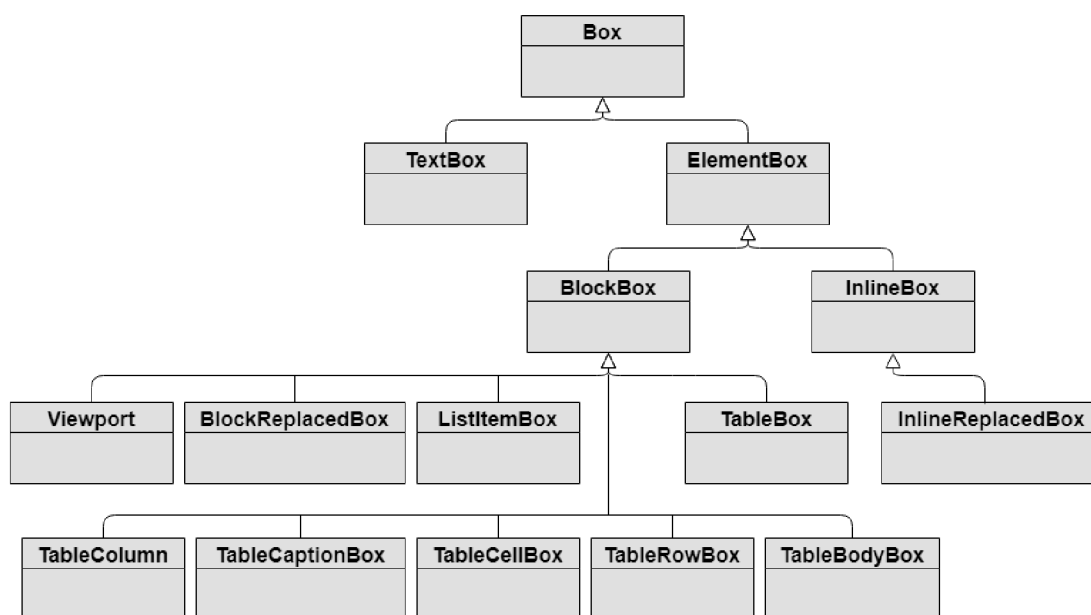 Box
TextBox
ElementBox
BlockBox
InlineBox
Viewport
BlockReplacedBox
ListItemBox
TableBox
InlineReplacedBox
TableColumn
TableCaptionBox
TableCellBox
TableRowBox
TableBodyBox